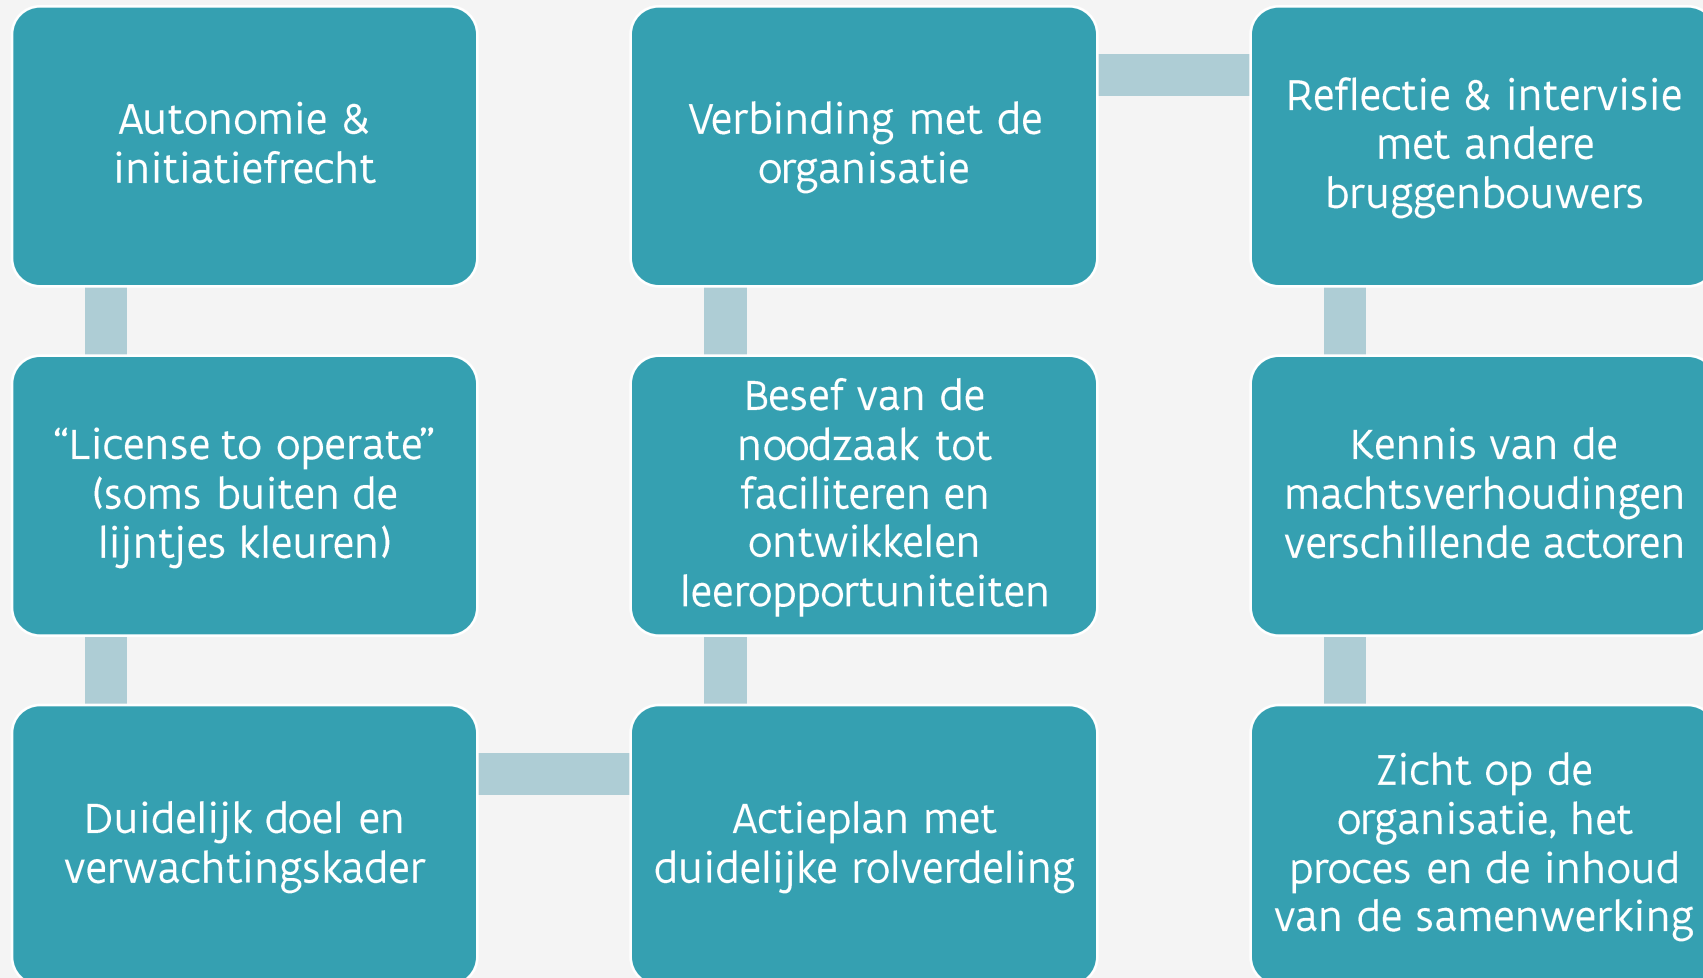 Autonomie &
initiatiefrecht
“License to operate”
(soms buiten de
lijntjes kleuren)
Duidelijk doel en
verwachtingskader
Actieplan met
duidelijke rolverdeling
Besef van de
noodzaak tot
faciliteren en
ontwikkelen
leeropportuniteiten
Verbinding met de
organisatie
Reflectie & intervisie
met andere
bruggenbouwers
Kennis van de
machtsverhoudingen
verschillende actoren
Zicht op de
organisatie, het
proces en de inhoud
van de samenwerking